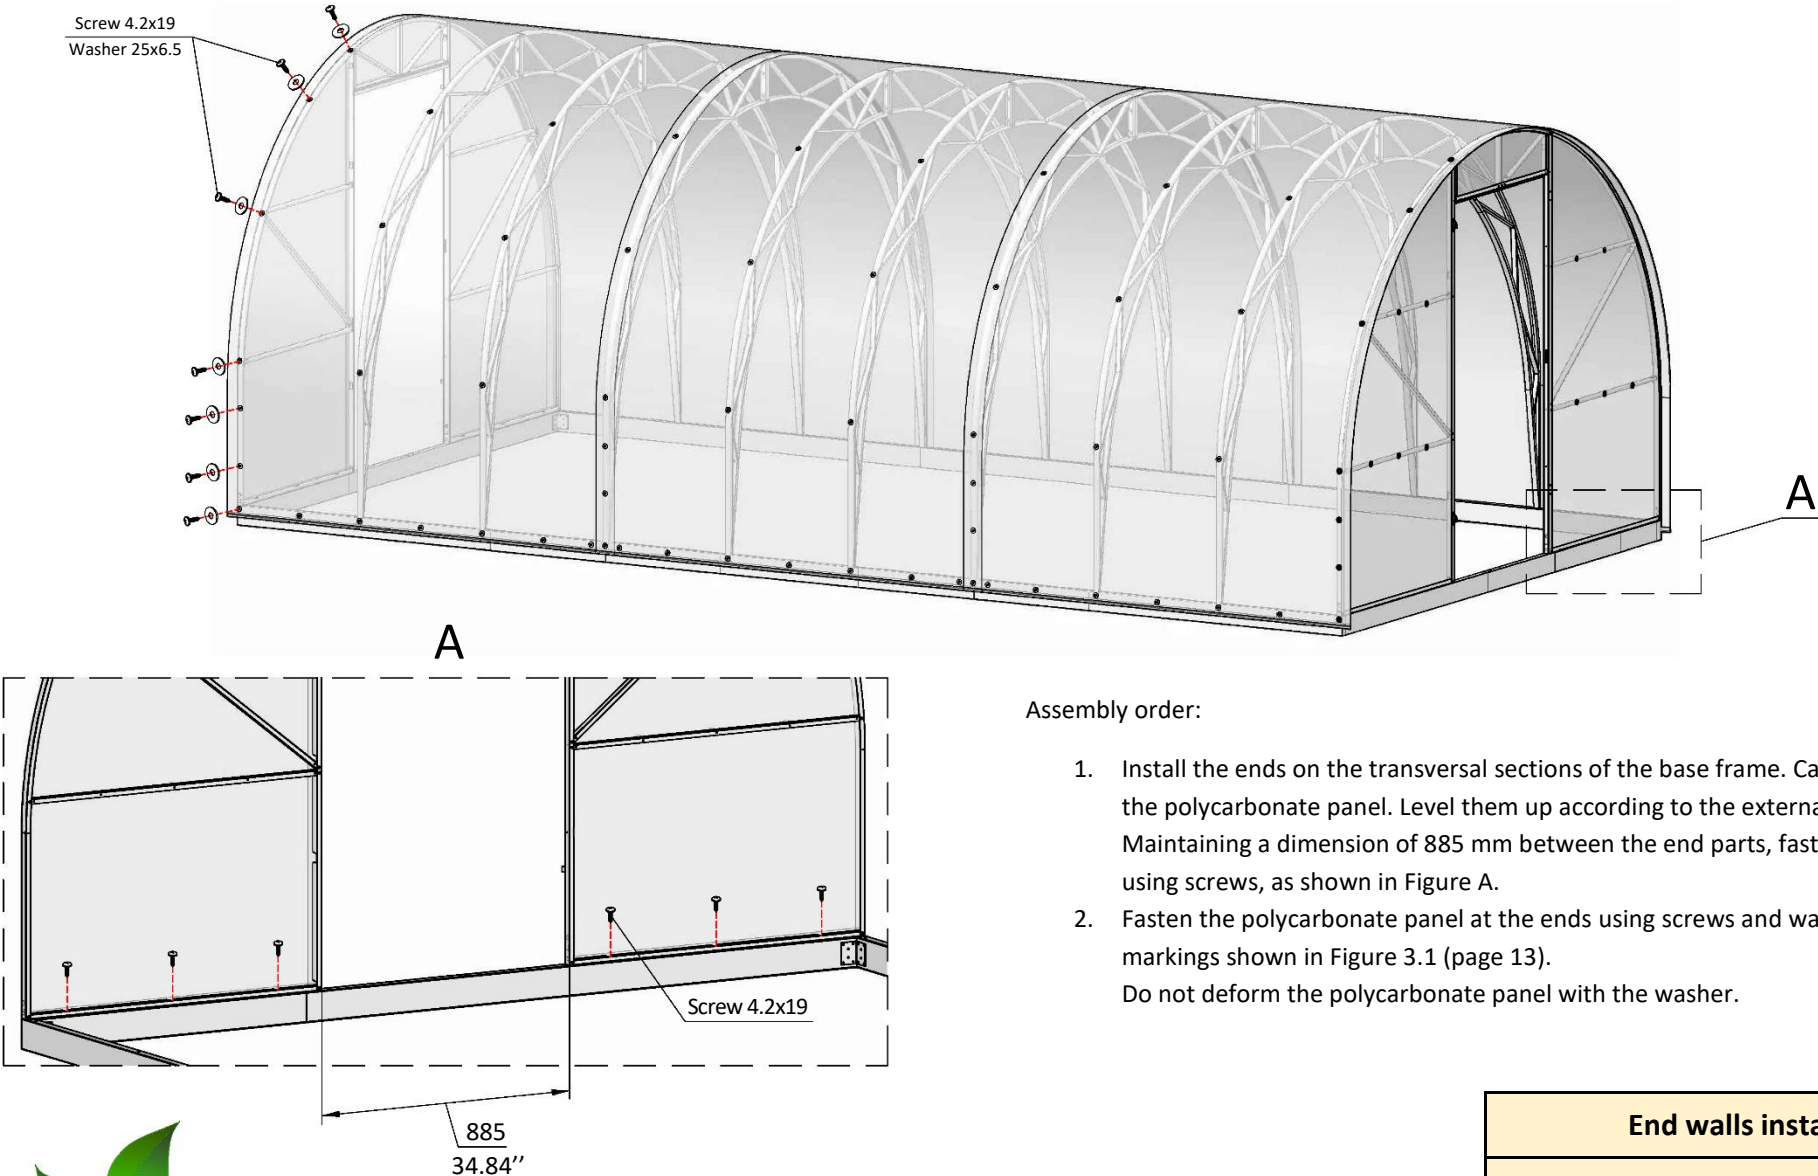 Screw 4.2x19
Washer 25x6.5
A
A
Screw 4.2x19
885
34.84’’
Assembly order:
1. Install the ends on the transversal sections of the base frame. Ca
the polycarbonate panel. Level them up according to the externa
Maintaining a dimension of 885 mm between the end parts, fast
using screws, as shown in Figure A.
2. Fasten the polycarbonate panel at the ends using screws and wa
markings shown in Figure 3.1 (page 13).
Do not deform the polycarbonate panel with the washer.
End walls insta